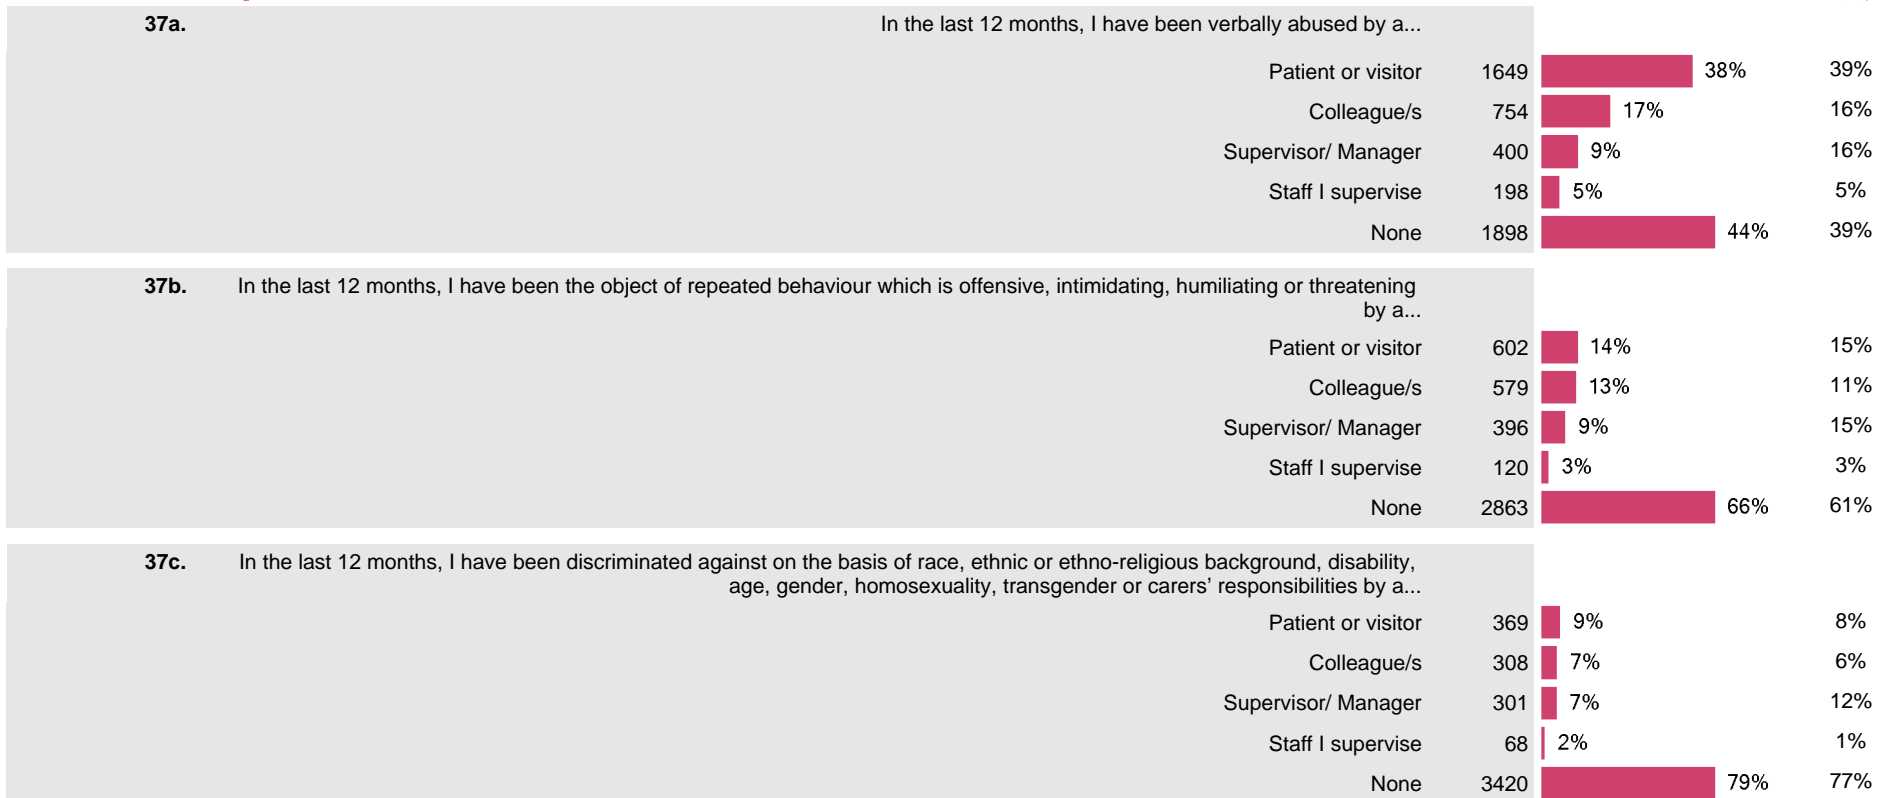 37a. In the last 12 months, I have been verbally abused by a...
Patient or visitor 1649 38% 39%
Colleague/s 754 17% 16%
Supervisor/ Manager 400 9% 16%
Staff I supervise 198 5% 5%
None 1898 44% 39%
37b. In the last 12 months, I have been the object of repeated behaviour which is offensive, intimidating, humiliating or threatening
by a...
Patient or visitor 602 14% 15%
Colleague/s 579 13% 11%
Supervisor/ Manager 396 9% 15%
Staff I supervise 120 3% 3%
None 2863 66% 61%
37c. In the last 12 months, I have been discriminated against on the basis of race, ethnic or ethno-religious background, disability,
age, gender, homosexuality, transgender or carers’ responsibilities by a...
Patient or visitor 369 9% 8%
Colleague/s 308 7% 6%
Supervisor/ Manager 301 7% 12%
Staff I supervise 68 2% 1%
None 3420 79% 77%